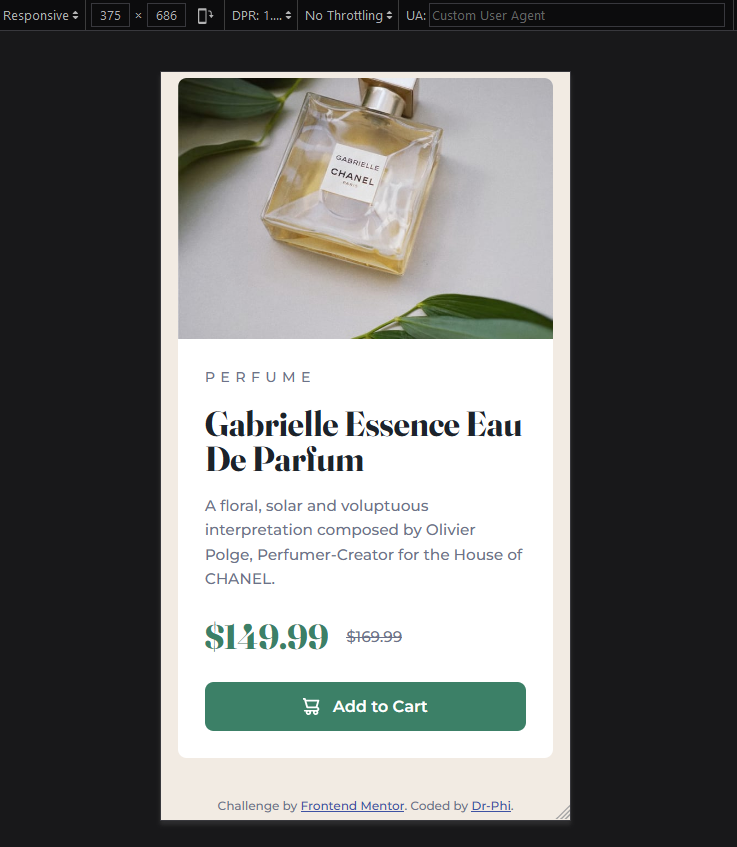 Responsive 375 × 686 DPR: 1.... No Throttling UA: Custom User Agent
GABRIELLE
CHANEL
PARIS
PERFUME
Gabrielle Essence Eau
De Parfum
A floral, solar and voluptuous
interpretation composed by Olivier
Polge, Perfumer-Creator for the House of
CHANEL.
$149.99 $169.99
Add to Cart
Challenge by Frontend Mentor. Coded by Dr-Phi.